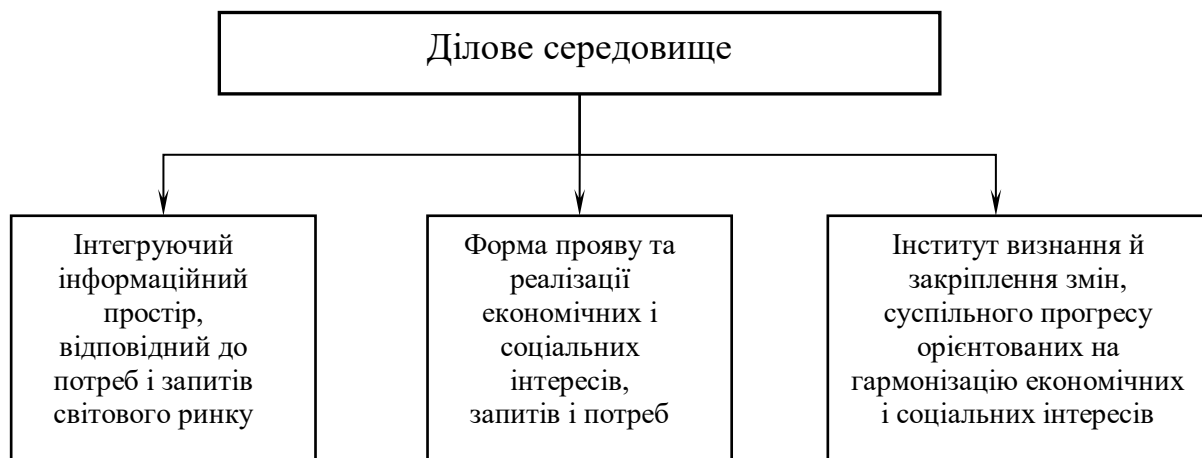 Ділове середовище
Інтегруючий
інформаційний
простір,
відповідний до
потреб і запитів
світового ринку
Форма прояву та
реалізації
економічних і
соціальних
інтересів,
запитів і потреб
Інститут визнання й
закріплення змін,
суспільного прогресу
орієнтованих на
гармонізацію економічних
і соціальних інтересів